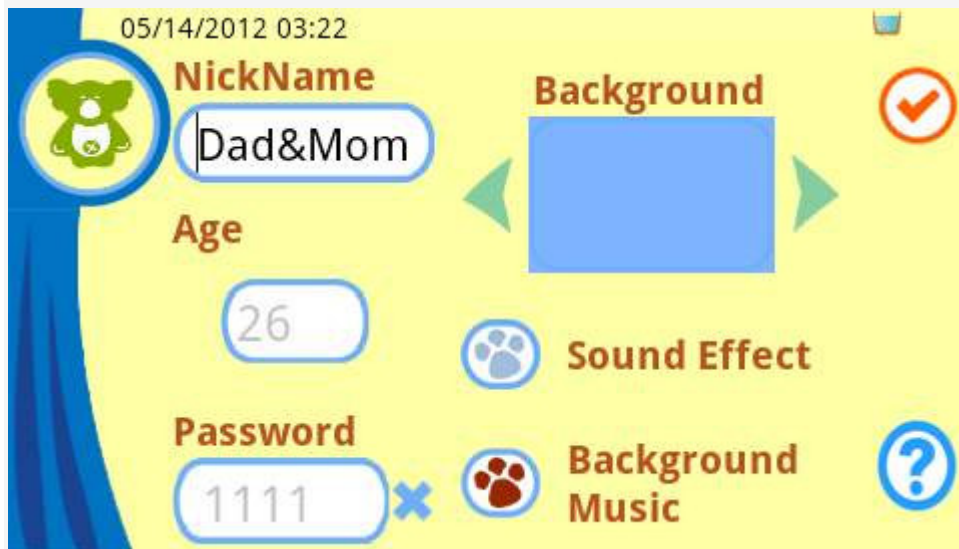 05/14/2012 03:22
NickName
Dad&Mom
Age
26
Password
1111
Background
Sound Effect
Background
Music
?